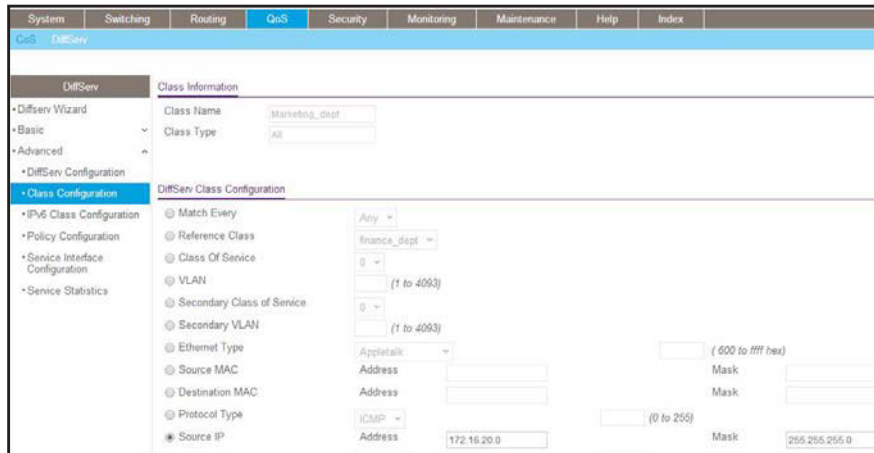 System Switching Routing QoS Security Monitoring Maintenance Help Index
CoS DiffServ
DiffServ
• Diffserv Wizard
• Basic
• Advanced
• DiffServ Configuration
• Class Configuration
• IPv6 Class Configuration
• Policy Configuration
• Service Interface
Configuration
• Service Statistics
Class Information
Class Name Marketing_dept
Class Type All
DiffServ Class Configuration
Match Every Any
Reference Class finance_dept
Class Of Service 0
VLAN (1 to 4093)
Secondary Class of Service 0
Secondary VLAN (1 to 4093)
Ethernet Type Appletalk ( 600 to ffff hex)
Source MAC Address Mask
Destination MAC Address Mask
Protocol Type ICMP (0 to 255)
Source IP Address 172.16.20.0 Mask 255.255.255.0